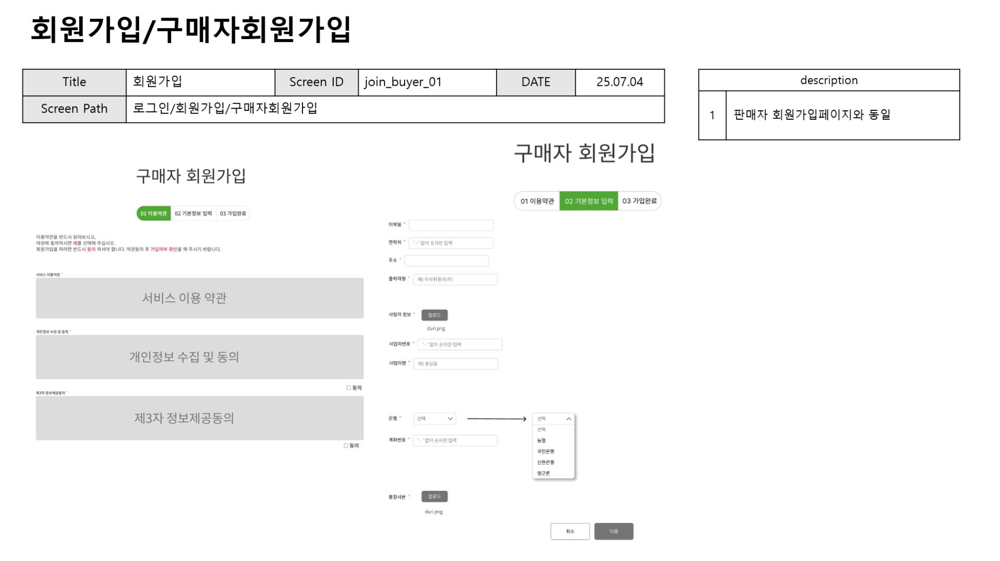 회원가입/구매자회원가입
Title 회원가입 Screen ID join_buyer_01 DATE 25.07.04
Screen Path 로그인/회원가입/구매자회원가입
description
1 판매자 회원가입페이지와 동일
구매자 회원가입
01 이용약관 02 기본정보 입력 03 가입완료
이용약관을 반드시 읽어보시고,
약관에 동의하시면 예를 선택해 주십시오.
회원가입을 하려면 반드시 동의 하셔야 합니다. 약관동의 후 가입여부 확인을 해 주시기 바랍니다.
서비스 이용약관 *
서비스 이용 약관
개인정보 수집 및 동의 *
개인정보 수집 및 동의
동의
제3자 정보제공동의 *
제3자 정보제공동의
동의
구매자 회원가입
01 이용약관 02 기본정보 입력 03 가입완료
이메일 *
연락처 * ' - ' 없이 숫자만 입력
주소 *
출하자명 * 예) 두리취청과(주)
사업자 정보 * 업로드
duri.png
사업자번호 * ' - ' 없이 숫자만 입력
사업자명 * 예) 홍길동
은행 * 선택
선택
선택
농협
국민은행
신한은행
영근론
계좌번호 * ' - ' 없이 숫자만 입력
통장사본 * 업로드
duri.png
취소 다음